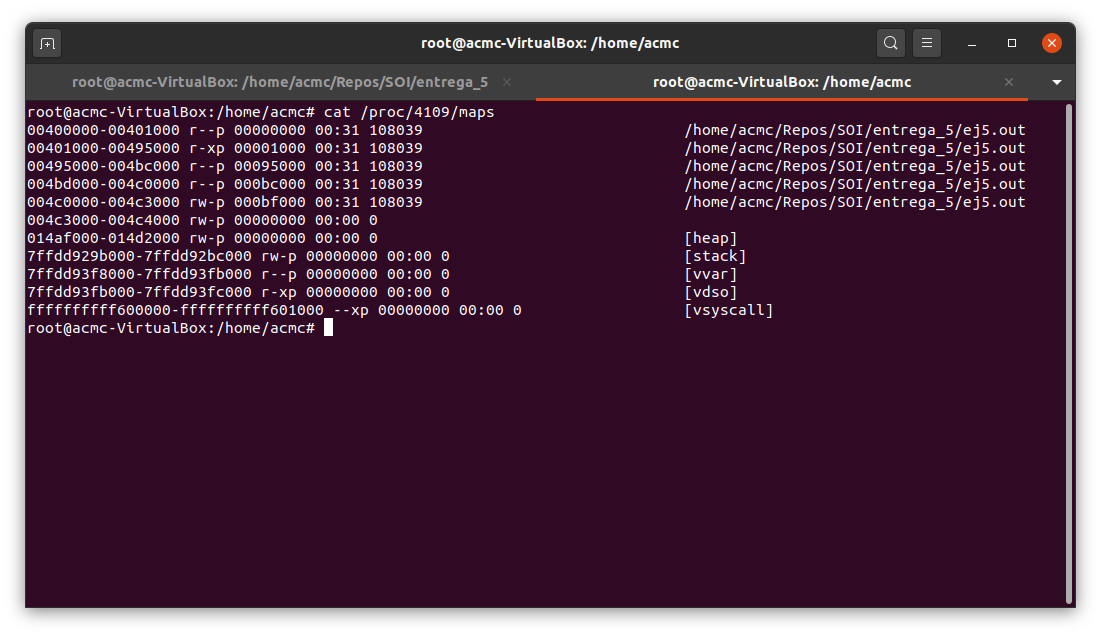 root@acmc-VirtualBox: /home/acmc
root@acmc-VirtualBox: /home/acmc/Repos/SOI/entrega_5
root@acmc-VirtualBox: /home/acmc
root@acmc-VirtualBox:/home/acmc# cat /proc/4109/maps
00400000-00401000 r--p 00000000 00:31 108039 /home/acmc/Repos/SOI/entrega_5/ej5.out
00401000-00495000 r-xp 00001000 00:31 108039 /home/acmc/Repos/SOI/entrega_5/ej5.out
00495000-004bc000 r--p 00095000 00:31 108039 /home/acmc/Repos/SOI/entrega_5/ej5.out
004bd000-004c0000 r--p 000bc000 00:31 108039 /home/acmc/Repos/SOI/entrega_5/ej5.out
004c0000-004c3000 rw-p 000bf000 00:31 108039 /home/acmc/Repos/SOI/entrega_5/ej5.out
004c3000-004c4000 rw-p 00000000 00:00 0
014af000-014d2000 rw-p 00000000 00:00 0 [heap]
7ffdd929b000-7ffdd92bc000 rw-p 00000000 00:00 0 [stack]
7ffdd93f8000-7ffdd93fb000 r--p 00000000 00:00 0 [vvar]
7ffdd93fb000-7ffdd93fc000 r-xp 00000000 00:00 0 [vdso]
ffffffffff600000-ffffffffff601000 --xp 00000000 00:00 0 [vsyscall]
root@acmc-VirtualBox:/home/acmc#